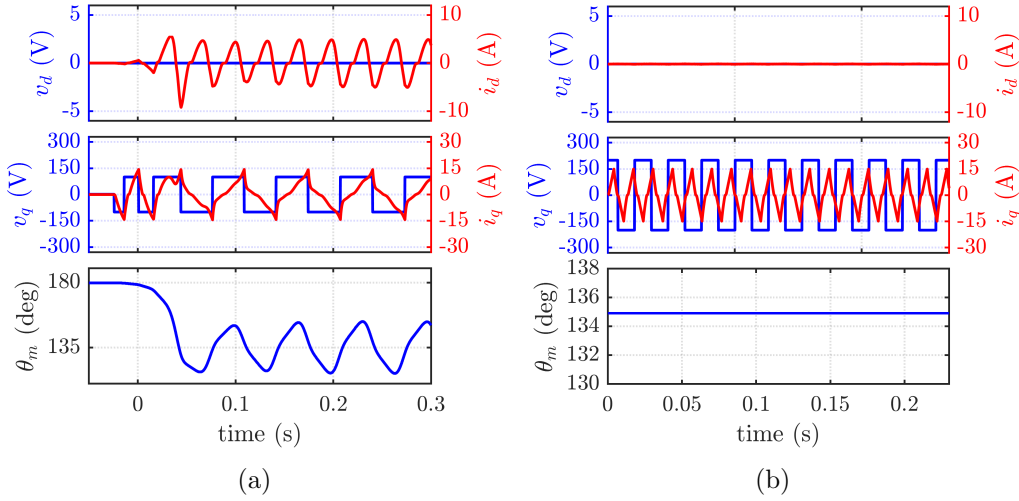 5
0
-5
v_d (V)
10
0
-10
i_d (A)
300
150
0
-150
-300
v_q (V)
30
15
0
-15
-30
i_q (A)
180
135
θ_m (deg)
0 0.1 0.2 0.3
time (s)
(a)
5
0
-5
v_d (V)
10
0
-10
i_d (A)
300
150
0
-150
-300
v_q (V)
30
15
0
-15
-30
i_q (A)
138
136
134
132
130
θ_m (deg)
0 0.05 0.1 0.15 0.2
time (s)
(b)